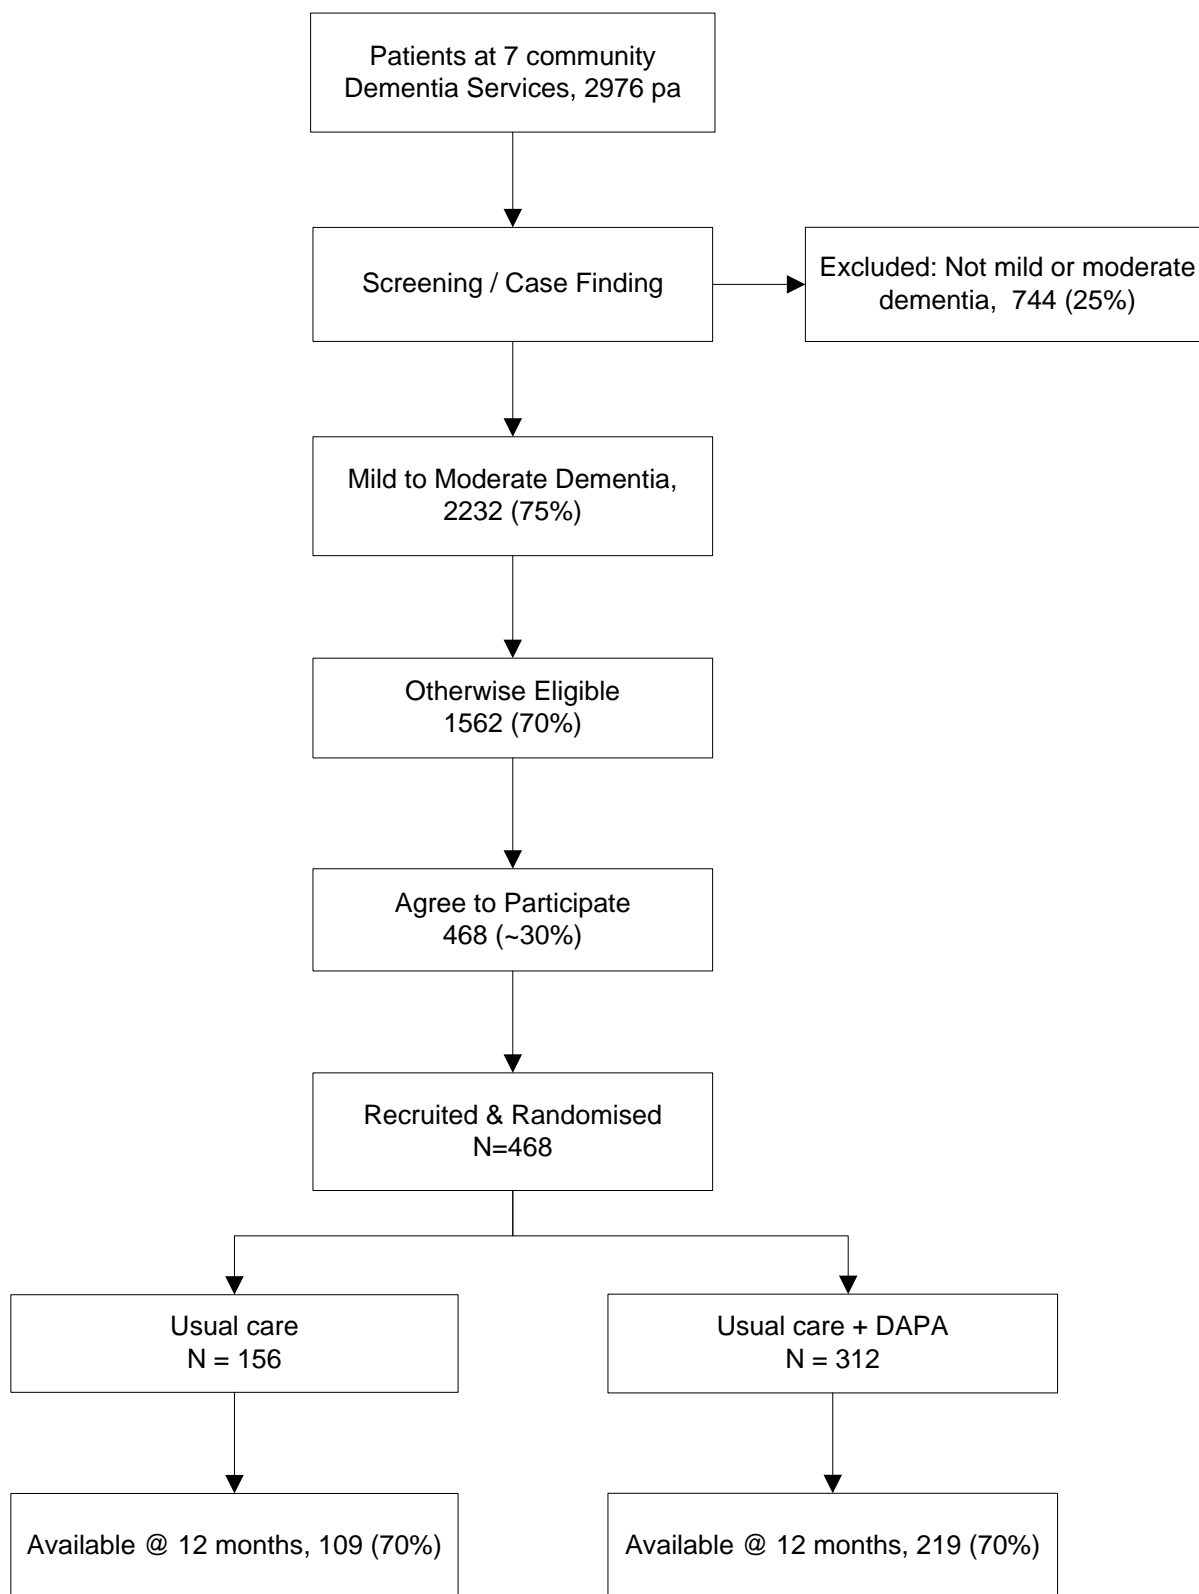 Patients at 7 community
Dementia Services, 2976 pa
Screening / Case Finding
Excluded: Not mild or moderate
dementia,  744 (25%)
Mild to Moderate Dementia,
2232 (75%)
Otherwise Eligible
1562 (70%)
Agree to Participate
468 (~30%)
Recruited & Randomised
N=468
Usual care
N = 156
Usual care + DAPA
N = 312
Available @ 12 months, 109 (70%)
Available @ 12 months, 219 (70%)